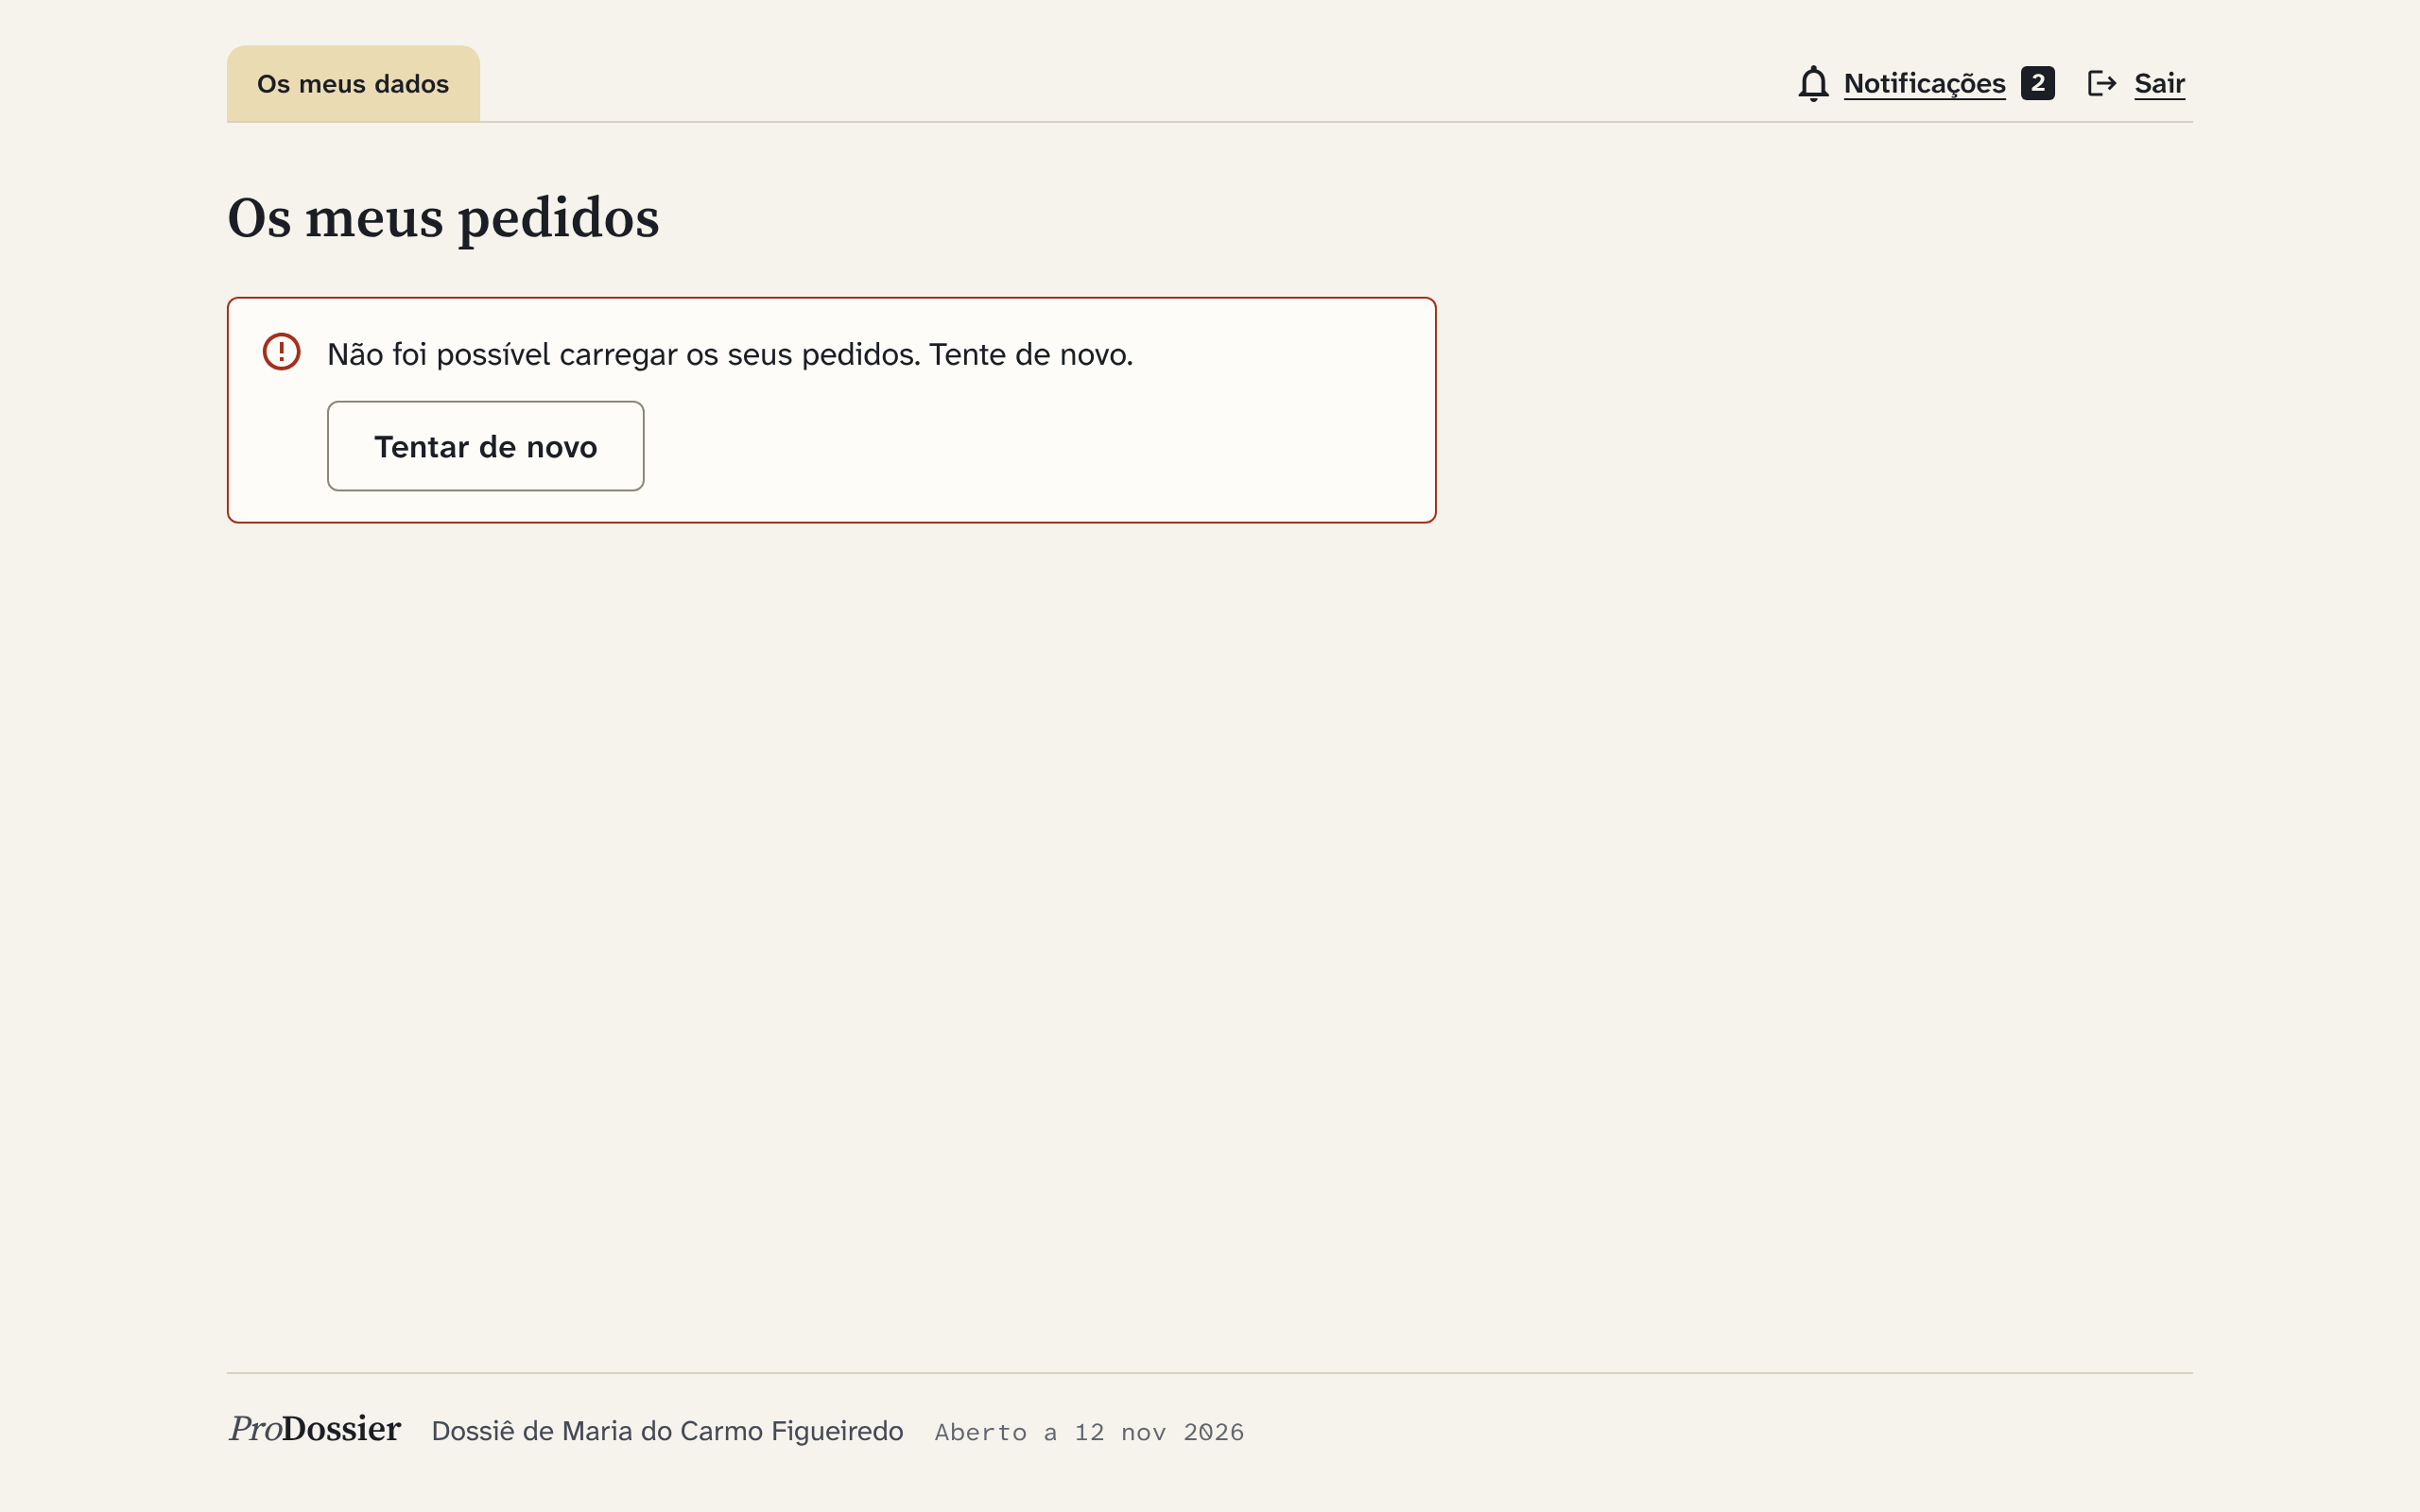 Os meus dados
Notificações 2 Sair
Os meus pedidos
Não foi possível carregar os seus pedidos. Tente de novo.
Tentar de novo
ProDossier Dossiê de Maria do Carmo Figueiredo Aberto a 12 nov 2026